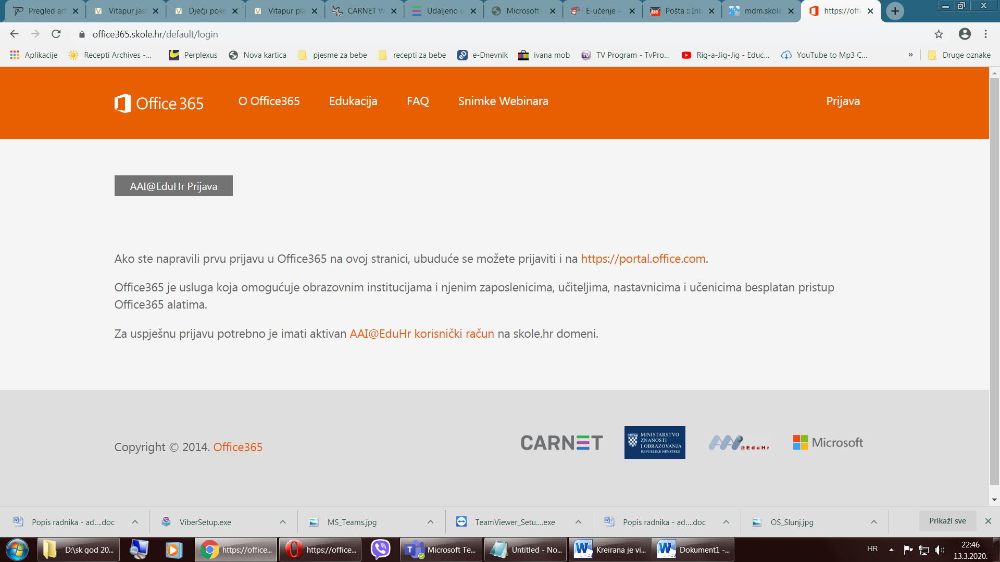 Pregled art
Vitapur jast
Dječji pokr
Vitapur pla
CARNET W
Udaljeno u
Microsoft-
E-učenje –
Pošta :: Inb
mdm.skole
https://offi
office365.skole.hr/default/login
Aplikacije
Recepti Archives -...
Perplexus
Nova kartica
pjesme za bebe
recepti za bebe
e-Dnevnik
ivana mob
TV Program - TvPro...
Rig-a-Jig-Jig - Educ...
YouTube to Mp3 C...
»
Druge oznake
Office 365
O Office365
Edukacija
FAQ
Snimke Webinara
Prijava
AAI@EduHr Prijava
Ako ste napravili prvu prijavu u Office365 na ovoj stranici, ubuduće se možete prijaviti i na https://portal.office.com.
Office365 je usluga koja omogućuje obrazovnim institucijama i njenim zaposlenicima, učiteljima, nastavnicima i učenicima besplatan pristup
Office365 alatima.
Za uspješnu prijavu potrebno je imati aktivan AAI@EduHr korisnički račun na skole.hr domeni.
Copyright © 2014. Office365
CARNET
MINISTARSTVO
ZNANOSTI
I OBRAZOVANJA
REPUBLIKE HRVATSKE
@EduHr
Microsoft
Popis radnika - ad....doc
ViberSetup.exe
MS_Teams.jpg
TeamViewer_Setu....exe
Popis radnika - ad....doc
OS_Slunj.jpg
Prikaži sve
D:\sk god 20...
https://office...
https://office...
Microsoft Te...
Untitled - No...
Kreirana je vi...
Dokument1 -...
HR
22:46
13.3.2020.